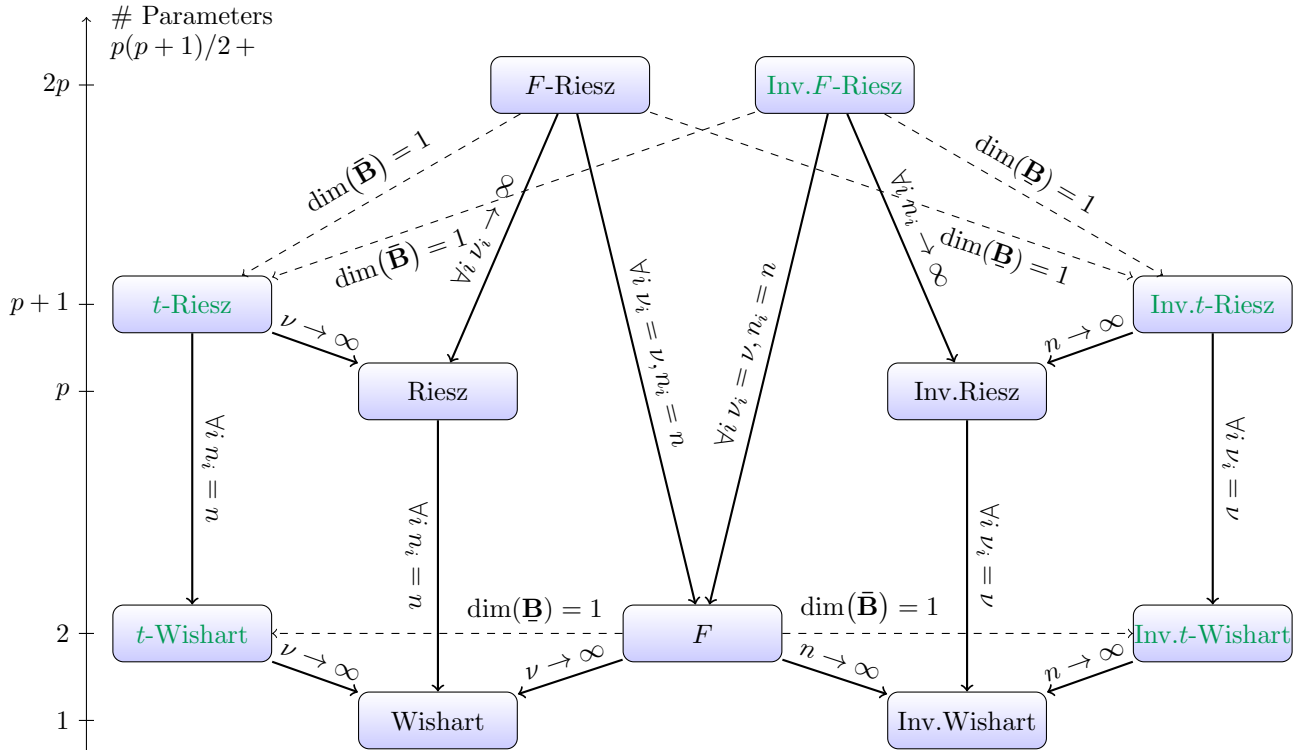 # Parameters
p(p + 1)/2 +
2p
F-Riesz
Inv.F-Riesz
dim(B̄) = 1
dim(B̲) = 1
∀i νᵢ → ∞
∀i nᵢ → ∞
dim(B̄) = 1
dim(B̲) = 1
p + 1
t-Riesz
Inv.t-Riesz
ν → ∞
n → ∞
∀i νᵢ = ν, nᵢ = n
∀i νᵢ = ν, nᵢ = n
p
Riesz
Inv.Riesz
∀i nᵢ = n
∀i νᵢ = ν
∀i nᵢ = n
∀i νᵢ = ν
dim(B̲) = 1
dim(B̄) = 1
2
t-Wishart
F
Inv.t-Wishart
ν → ∞
ν → ∞
n → ∞
n → ∞
1
Wishart
Inv.Wishart